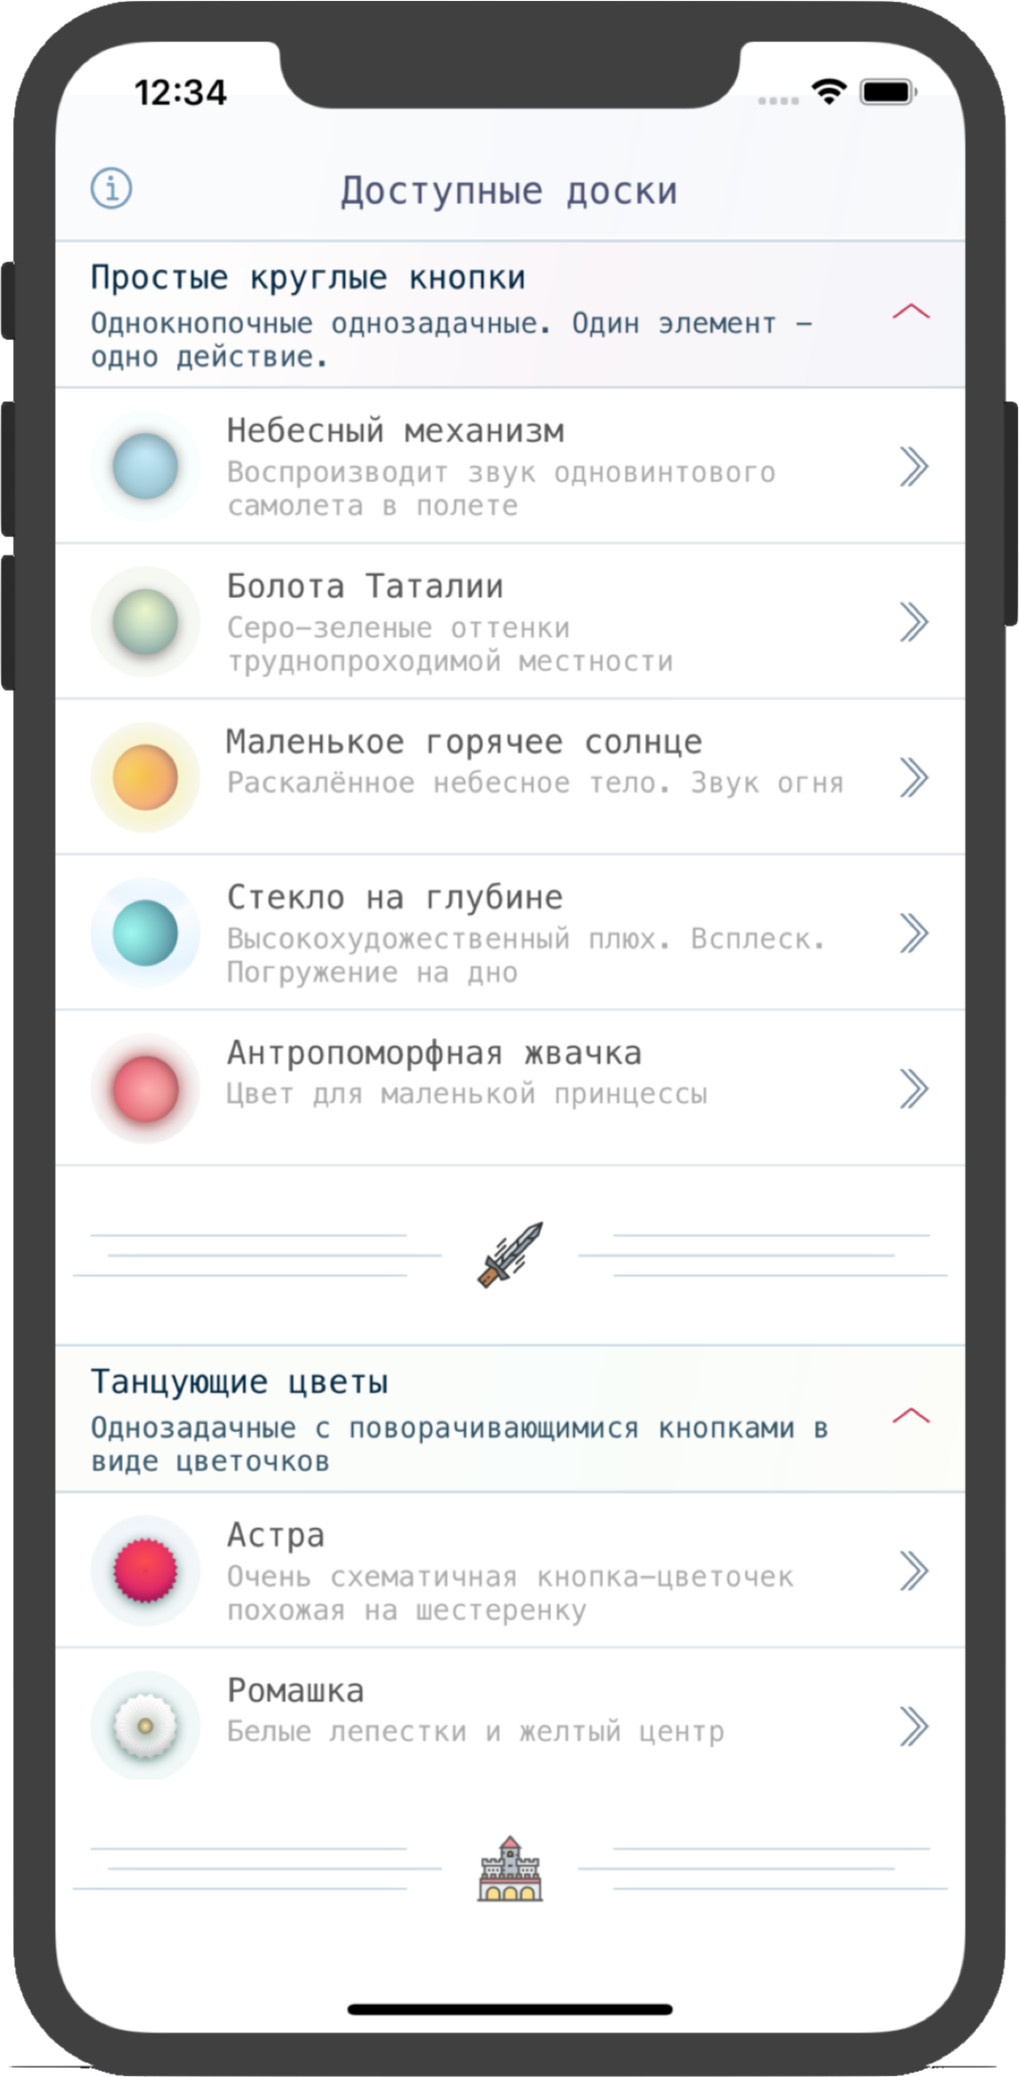 12:34
Доступные доски
Простые круглые кнопки
Однокнопочные однозадачные. Один элемент –
одно действие.
Небесный механизм
Воспроизводит звук одновинтового
самолета в полете
Болота Таталии
Серо–зеленые оттенки
труднопроходимой местности
Маленькое горячее солнце
Раскалённое небесное тело. Звук огня
Стекло на глубине
Высокохудожественный плюх. Всплеск.
Погружение на дно
Антропоморфная жвачка
Цвет для маленькой принцессы
Танцующие цветы
Однозадачные с поворачивающимися кнопками в
виде цветочков
Астра
Очень схематичная кнопка–цветочек
похожая на шестеренку
Ромашка
Белые лепестки и желтый центр